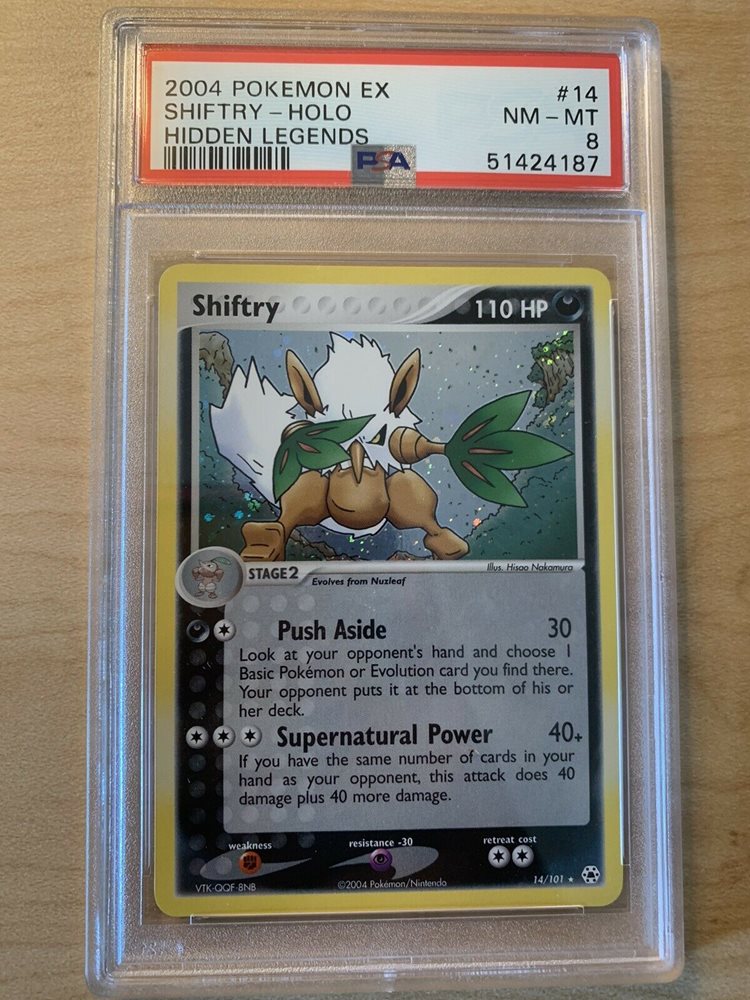 2004 POKEMON EX #14
SHIFTRY - HOLO NM - MT
HIDDEN LEGENDS 8
PSA 51424187
Shiftry 110 HP
Illus. Hisao Nakamura
STAGE2
Evolves from Nuzleaf
Push Aside 30
Look at your opponent's hand and choose 1
Basic Pokémon or Evolution card you find there.
Your opponent puts it at the bottom of his or
her deck.
Supernatural Power 40+
If you have the same number of cards in your
hand as your opponent, this attack does 40
damage plus 40 more damage.
weakness resistance -30 retreat cost
VTK-QQF-8NB ©2004 Pokémon/Nintendo 14/101 ★